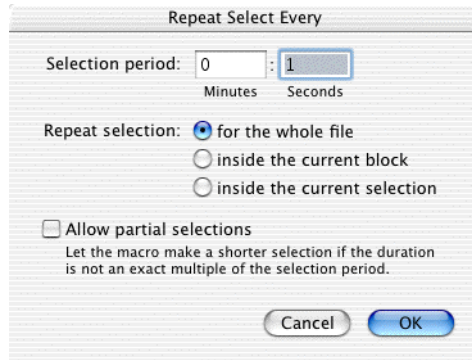 Repeat Select Every
Selection period: 0 : 1
Minutes Seconds
Repeat selection: for the whole file
inside the current block
inside the current selection
Allow partial selections
Let the macro make a shorter selection if the duration
is not an exact multiple of the selection period.
Cancel OK